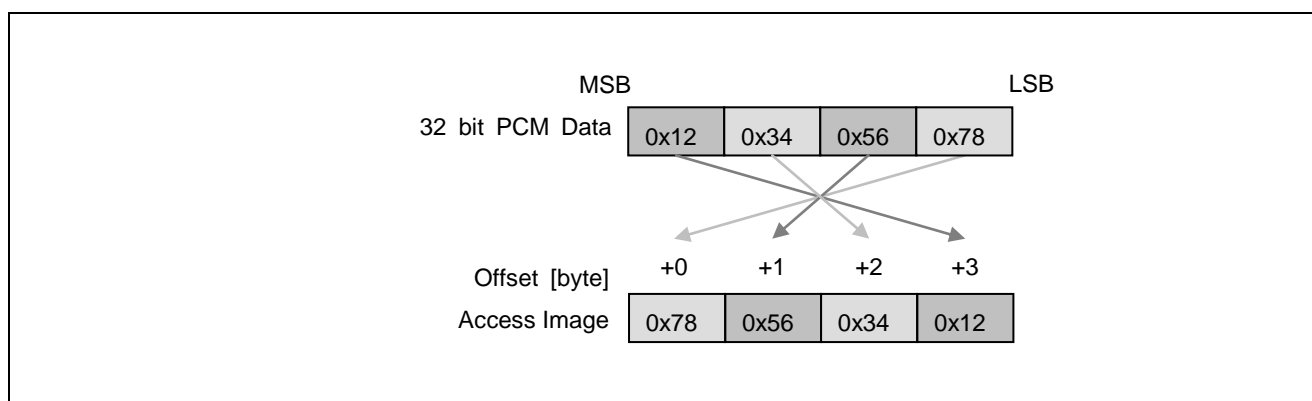 MSB LSB
32 bit PCM Data 0x12 0x34 0x56 0x78
Offset [byte] +0 +1 +2 +3
Access Image 0x78 0x56 0x34 0x12